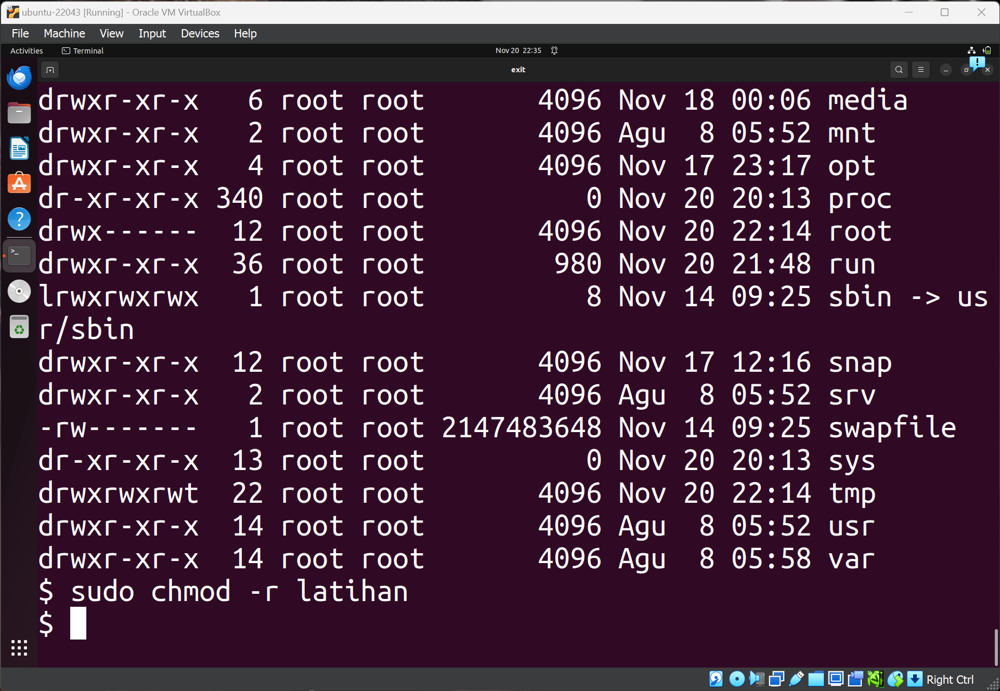 ubuntu-22043 [Running] - Oracle VM VirtualBox
File Machine View Input Devices Help
Activities Terminal Nov 20 22:35
exit
drwxr-xr-x   6 root root       4096 Nov 18 00:06 media
drwxr-xr-x   2 root root       4096 Agu  8 05:52 mnt
drwxr-xr-x   4 root root       4096 Nov 17 23:17 opt
dr-xr-xr-x 340 root root          0 Nov 20 20:13 proc
drwx------  12 root root       4096 Nov 20 22:14 root
drwxr-xr-x  36 root root        980 Nov 20 21:48 run
lrwxrwxrwx   1 root root          8 Nov 14 09:25 sbin -> us
r/sbin
drwxr-xr-x  12 root root       4096 Nov 17 12:16 snap
drwxr-xr-x   2 root root       4096 Agu  8 05:52 srv
-rw-------   1 root root 2147483648 Nov 14 09:25 swapfile
dr-xr-xr-x  13 root root          0 Nov 20 20:13 sys
drwxrwxrwt  22 root root       4096 Nov 20 22:14 tmp
drwxr-xr-x  14 root root       4096 Agu  8 05:52 usr
drwxr-xr-x  14 root root       4096 Agu  8 05:58 var
$ sudo chmod -r latihan
$
Right Ctrl